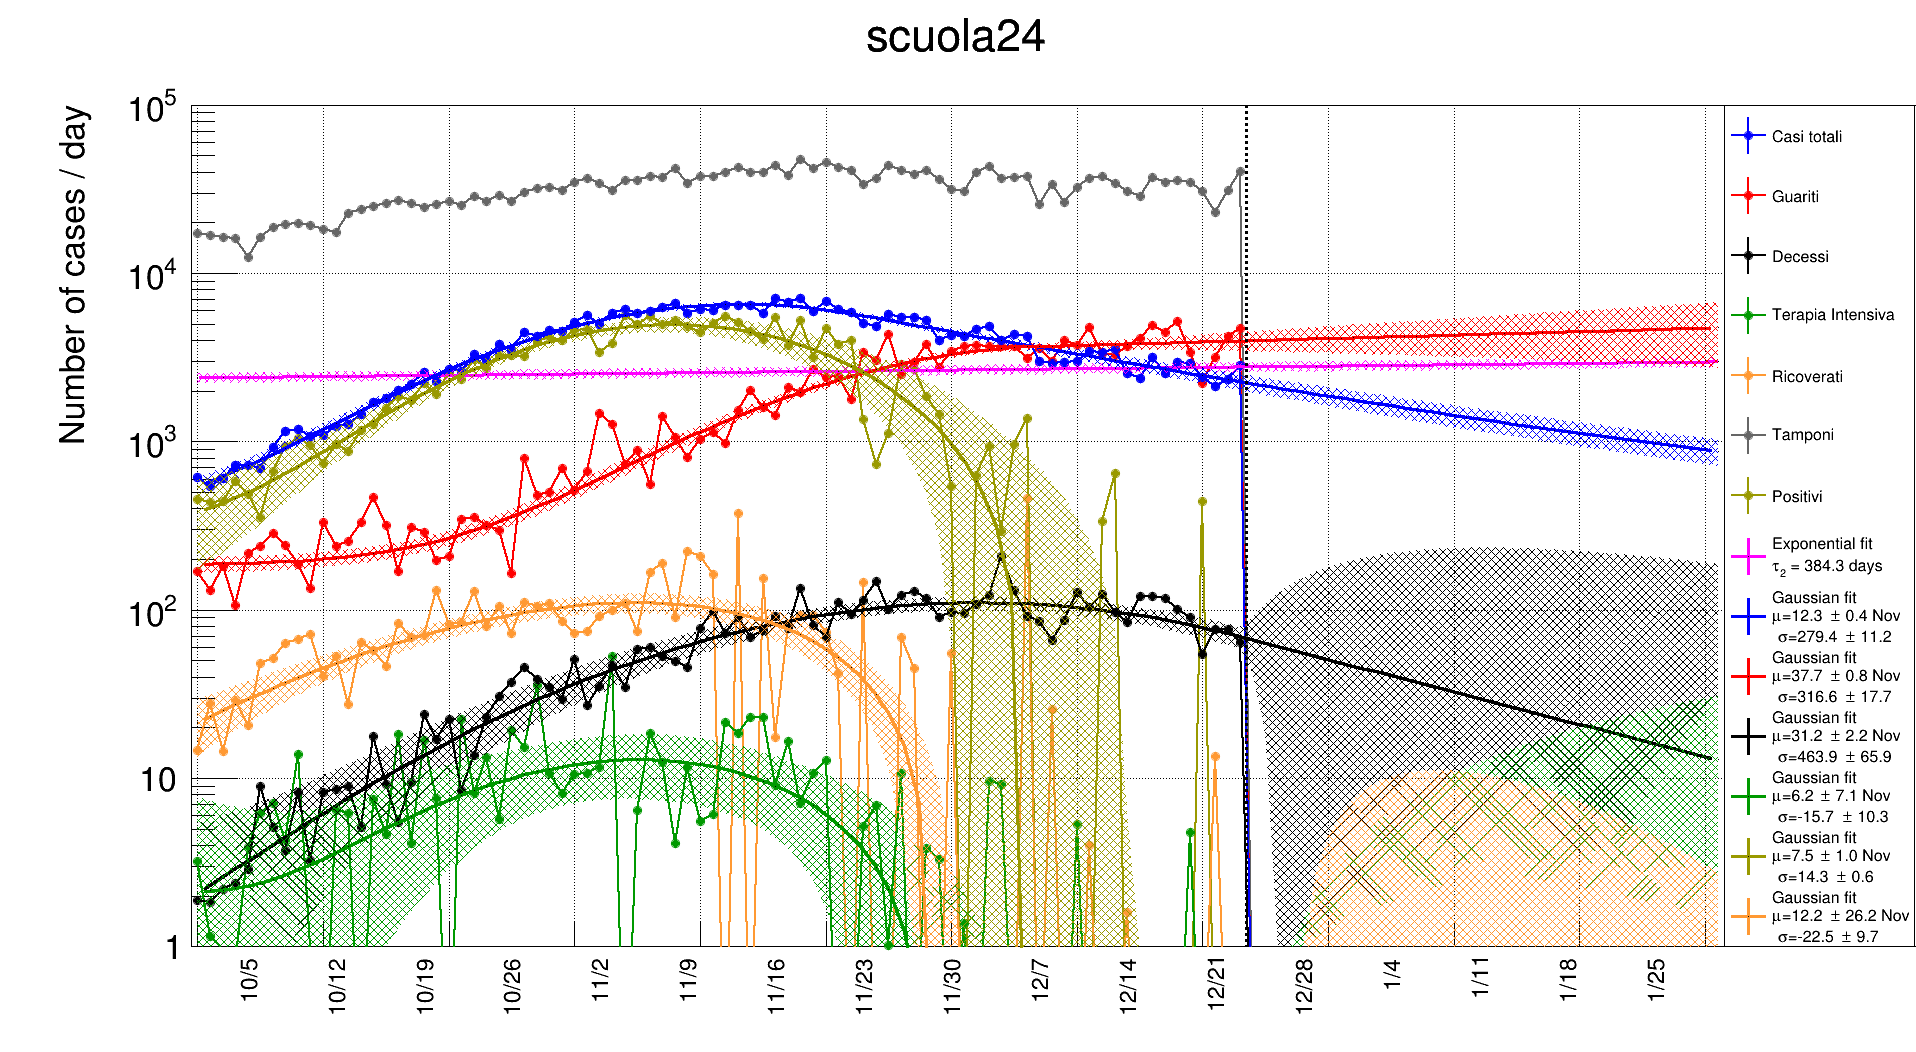 scuola24
Number of cases / day
10^5
10^4
10^3
10^2
10
1
10/5
10/12
10/19
10/26
11/2
11/9
11/16
11/23
11/30
12/7
12/14
12/21
12/28
1/4
1/11
1/18
1/25
Casi totali
Guariti
Decessi
Terapia Intensiva
Ricoverati
Tamponi
Positivi
Exponential fit
τ₂ = 384.3 days
Gaussian fit
μ=12.3 ± 0.4 Nov
σ=279.4 ± 11.2
Gaussian fit
μ=37.7 ± 0.8 Nov
σ=316.6 ± 17.7
Gaussian fit
μ=31.2 ± 2.2 Nov
σ=463.9 ± 65.9
Gaussian fit
μ=6.2 ± 7.1 Nov
σ=-15.7 ± 10.3
Gaussian fit
μ=7.5 ± 1.0 Nov
σ=14.3 ± 0.6
Gaussian fit
μ=12.2 ± 26.2 Nov
σ=-22.5 ± 9.7